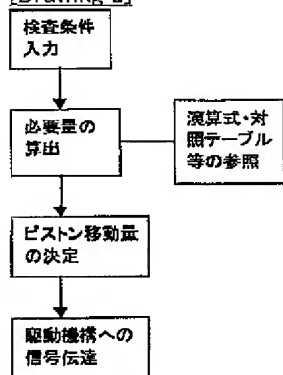 検査条件
入力
必要量の
算出
演算式・対
照テーブル
等の参照
ピストン移動量
の決定
駆動機構への
信号伝達